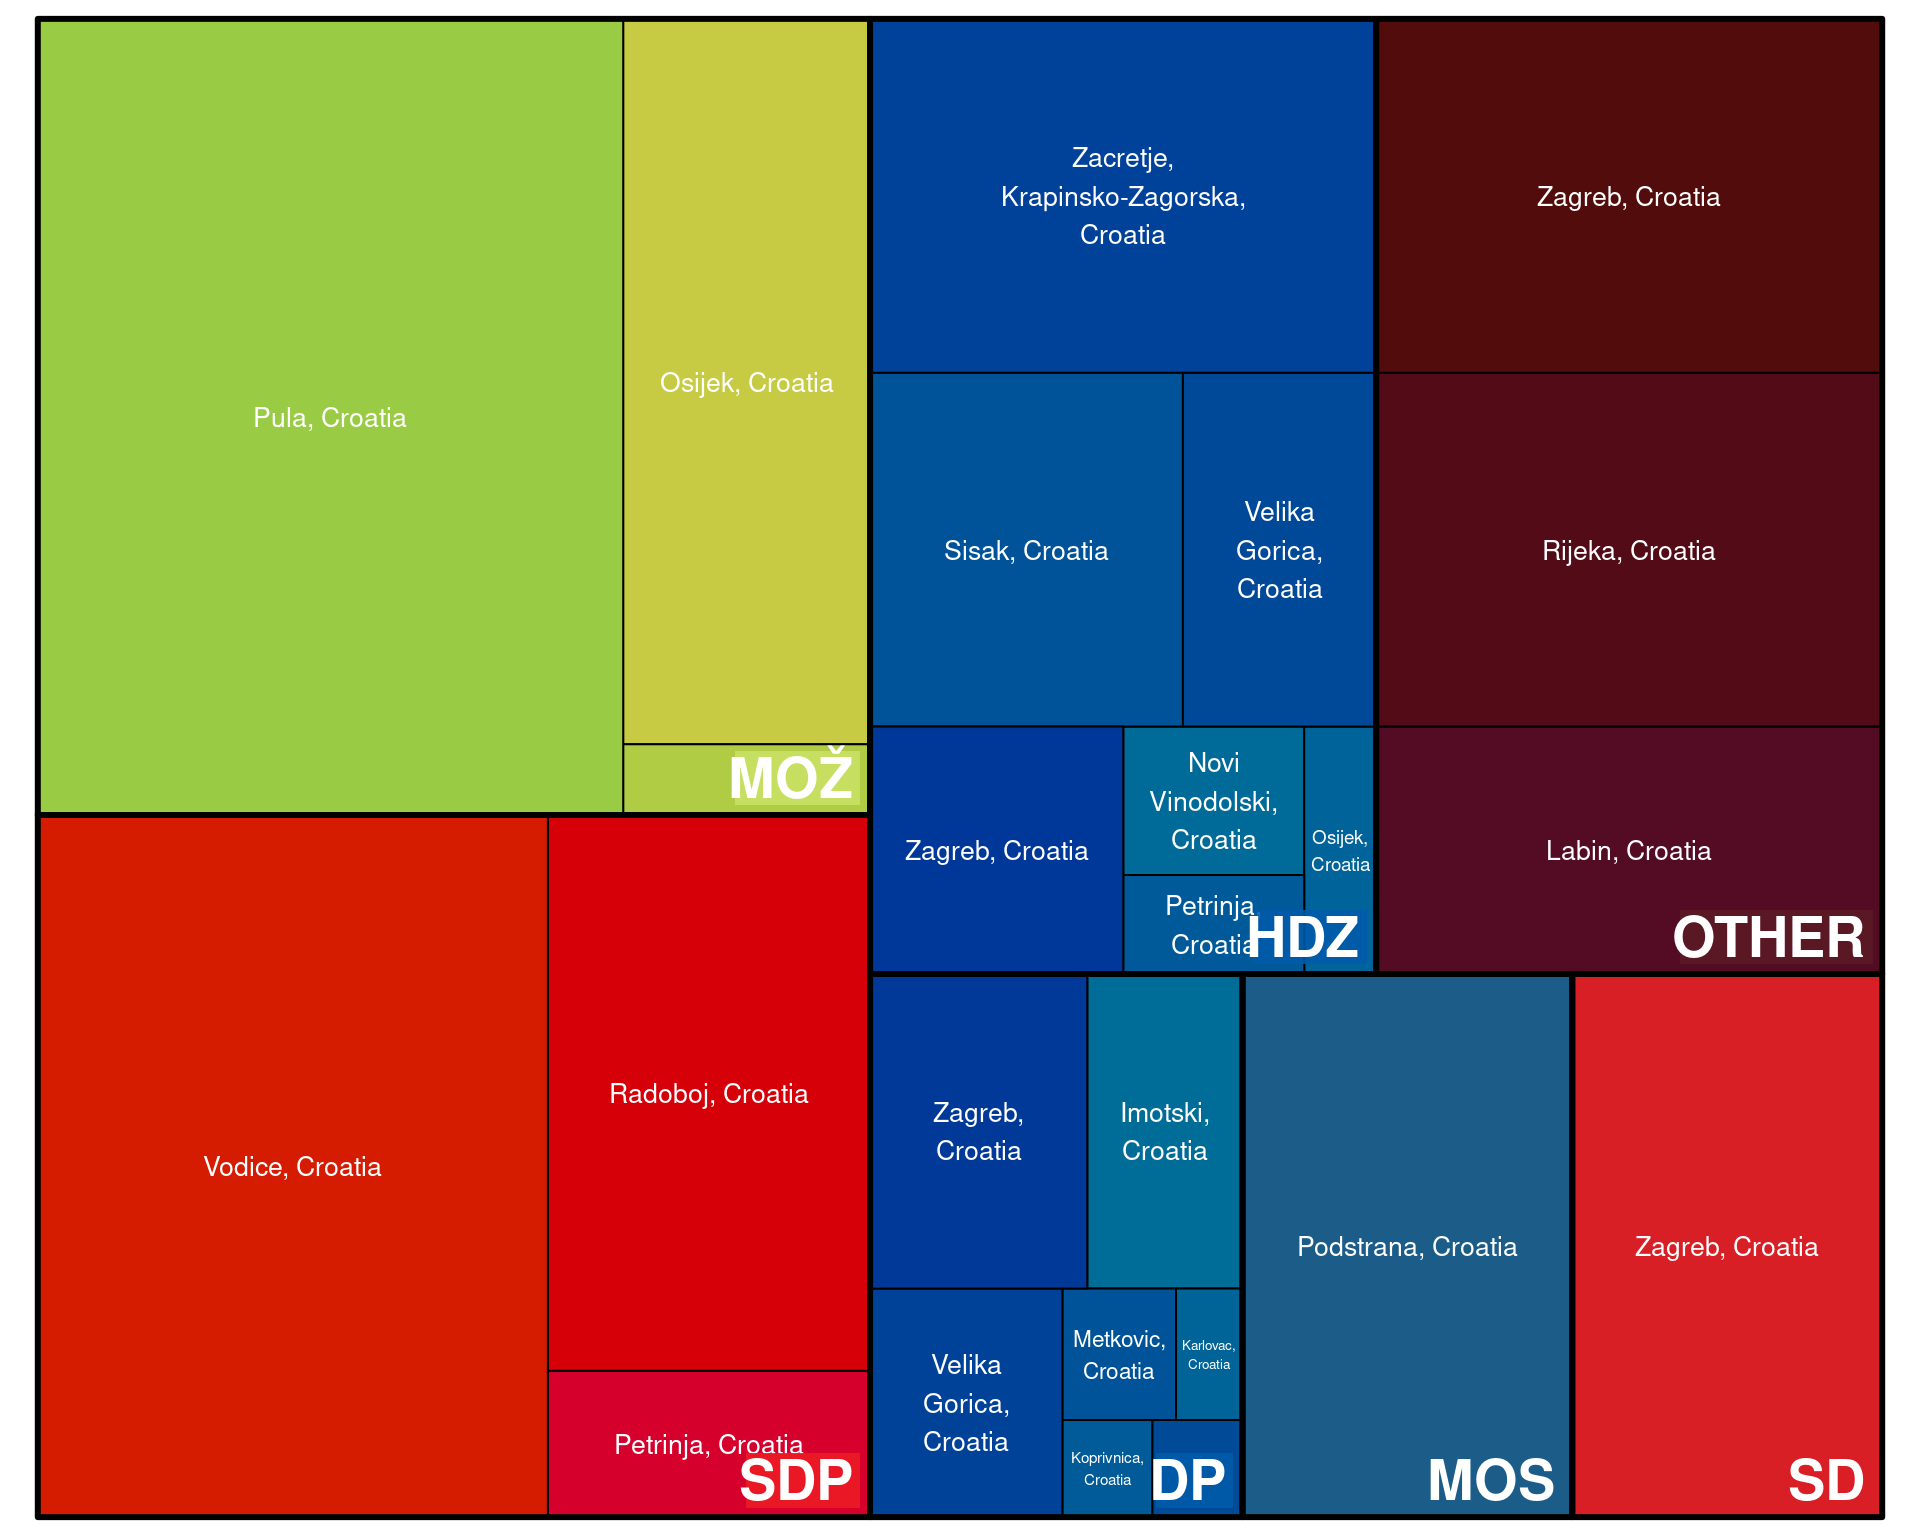 Pula, Croatia
Osijek, Croatia
MOŽ
Vodice, Croatia
Radoboj, Croatia
Petrinja, Croatia
SDP
Zacretje,
Krapinsko-Zagorska,
Croatia
Sisak, Croatia
Velika
Gorica,
Croatia
Zagreb, Croatia
Novi
Vinodolski,
Croatia
Osijek,
Croatia
Petrinja
Croatia
HDZ
Zagreb, Croatia
Rijeka, Croatia
Labin, Croatia
OTHER
Zagreb,
Croatia
Imotski,
Croatia
Velika
Gorica,
Croatia
Metkovic,
Croatia
Karlovac,
Croatia
Koprivnica,
Croatia
DP
Podstrana, Croatia
MOS
Zagreb, Croatia
SD